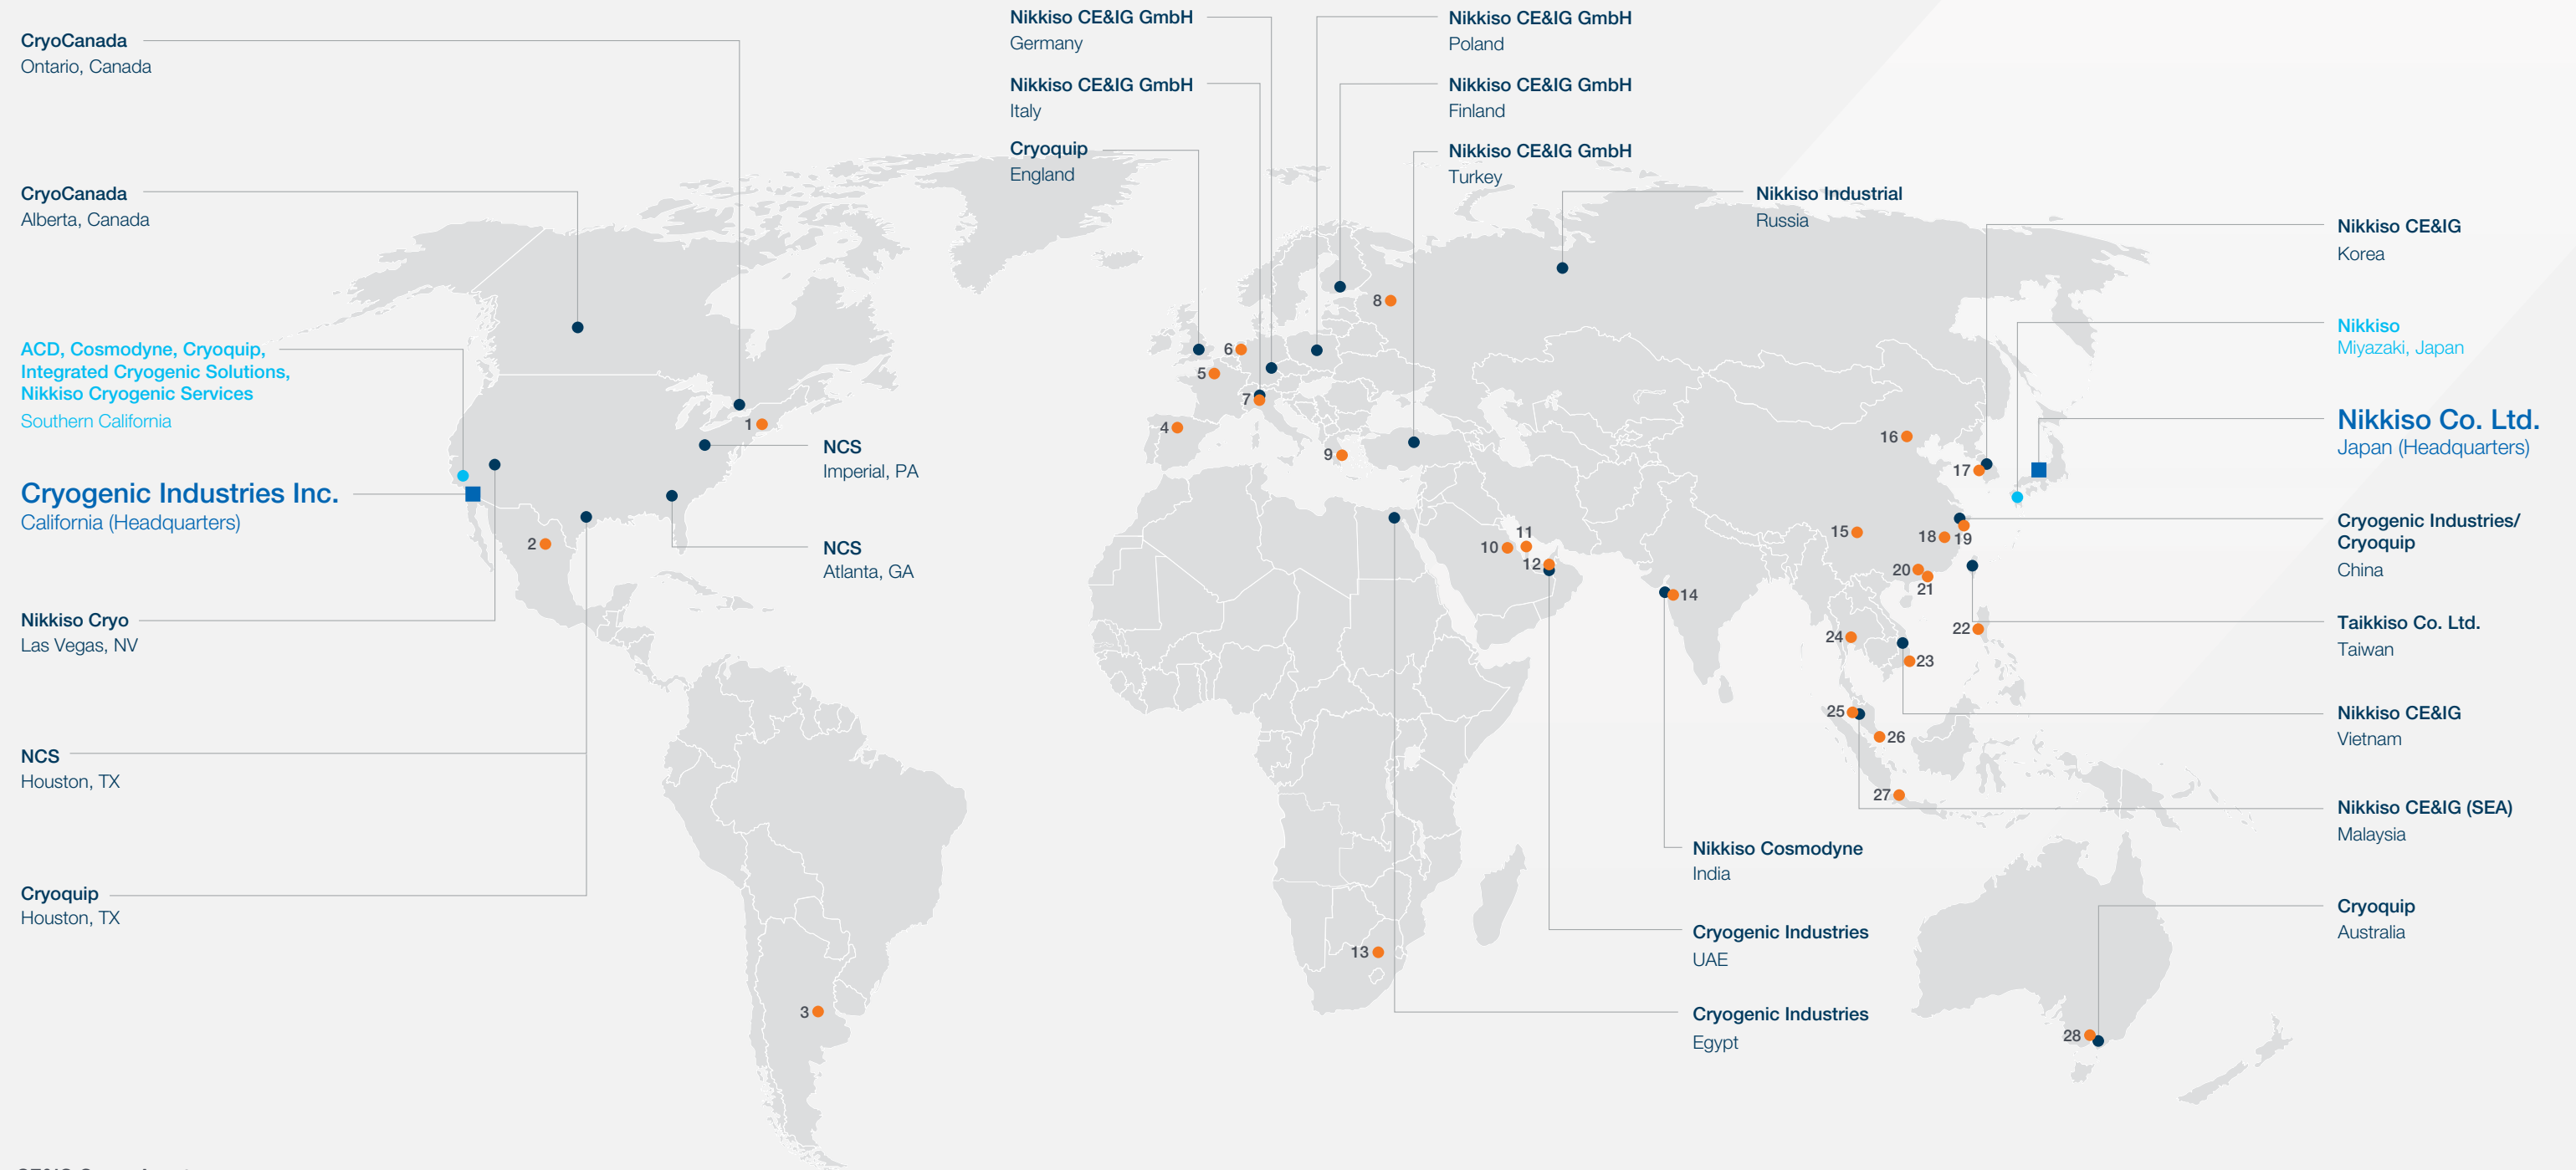 CryoCanada
Ontario, Canada
CryoCanada
Alberta, Canada
ACD, Cosmodyne, Cryoquip,
Integrated Cryogenic Solutions,
Nikkiso Cryogenic Services
Southern California
Cryogenic Industries Inc.
California (Headquarters)
Nikkiso Cryo
Las Vegas, NV
NCS
Houston, TX
Cryoquip
Houston, TX
NCS
Imperial, PA
NCS
Atlanta, GA
Nikkiso CE&IG GmbH
Germany
Nikkiso CE&IG GmbH
Italy
Cryoquip
England
Nikkiso CE&IG GmbH
Poland
Nikkiso CE&IG GmbH
Finland
Nikkiso CE&IG GmbH
Turkey
Nikkiso Industrial
Russia
Nikkiso CE&IG
Korea
Nikkiso
Miyazaki, Japan
Nikkiso Co. Ltd.
Japan (Headquarters)
Cryogenic Industries/
Cryoquip
China
Taikkiso Co. Ltd.
Taiwan
Nikkiso CE&IG
Vietnam
Nikkiso CE&IG (SEA)
Malaysia
Cryoquip
Australia
Nikkiso Cosmodyne
India
Cryogenic Industries
UAE
Cryogenic Industries
Egypt
1
2
3
4
5
6
7
8
9
10
11
12
13
14
15
16
17
18
19
20
21
22
23
24
25
26
27
28